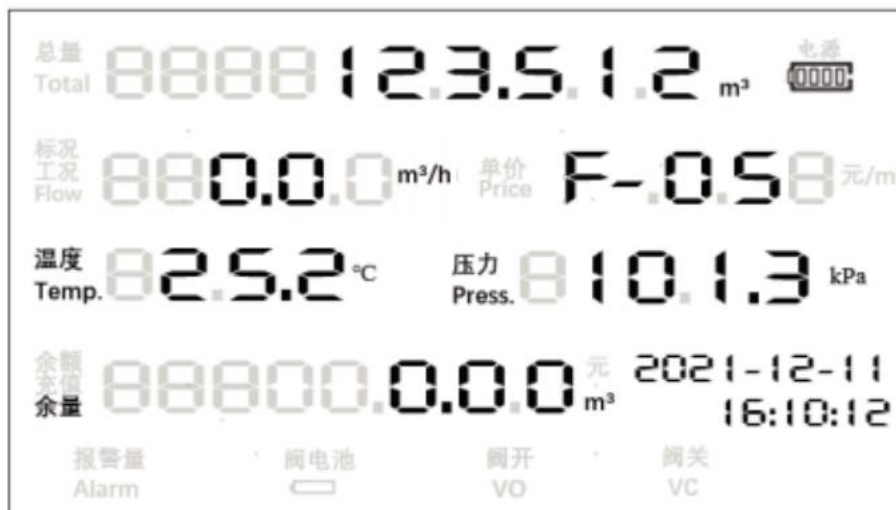 总量 电源
Total 123.512 m³
标况
工况 0.0 m³/h 单价 F-05 元/m
Flow Price
温度 25.2 °C 压力 101.3 kPa
Temp. Press.
余额 元 2021-12-11
充值
余量 0.00 m³ 16:10:12
报警量 阀电池 阀开 阀关
Alarm VO VC